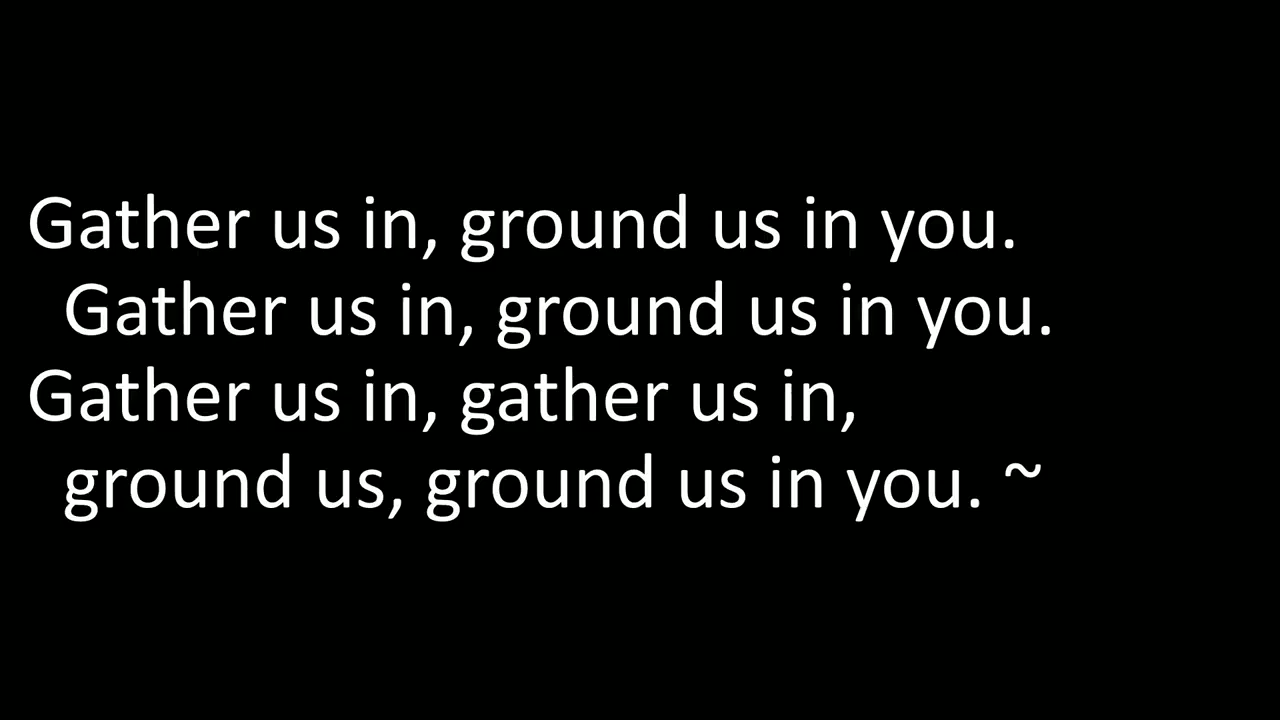 Gather us in, ground us in you.
Gather us in, ground us in you.
Gather us in, gather us in,
ground us, ground us in you. ~